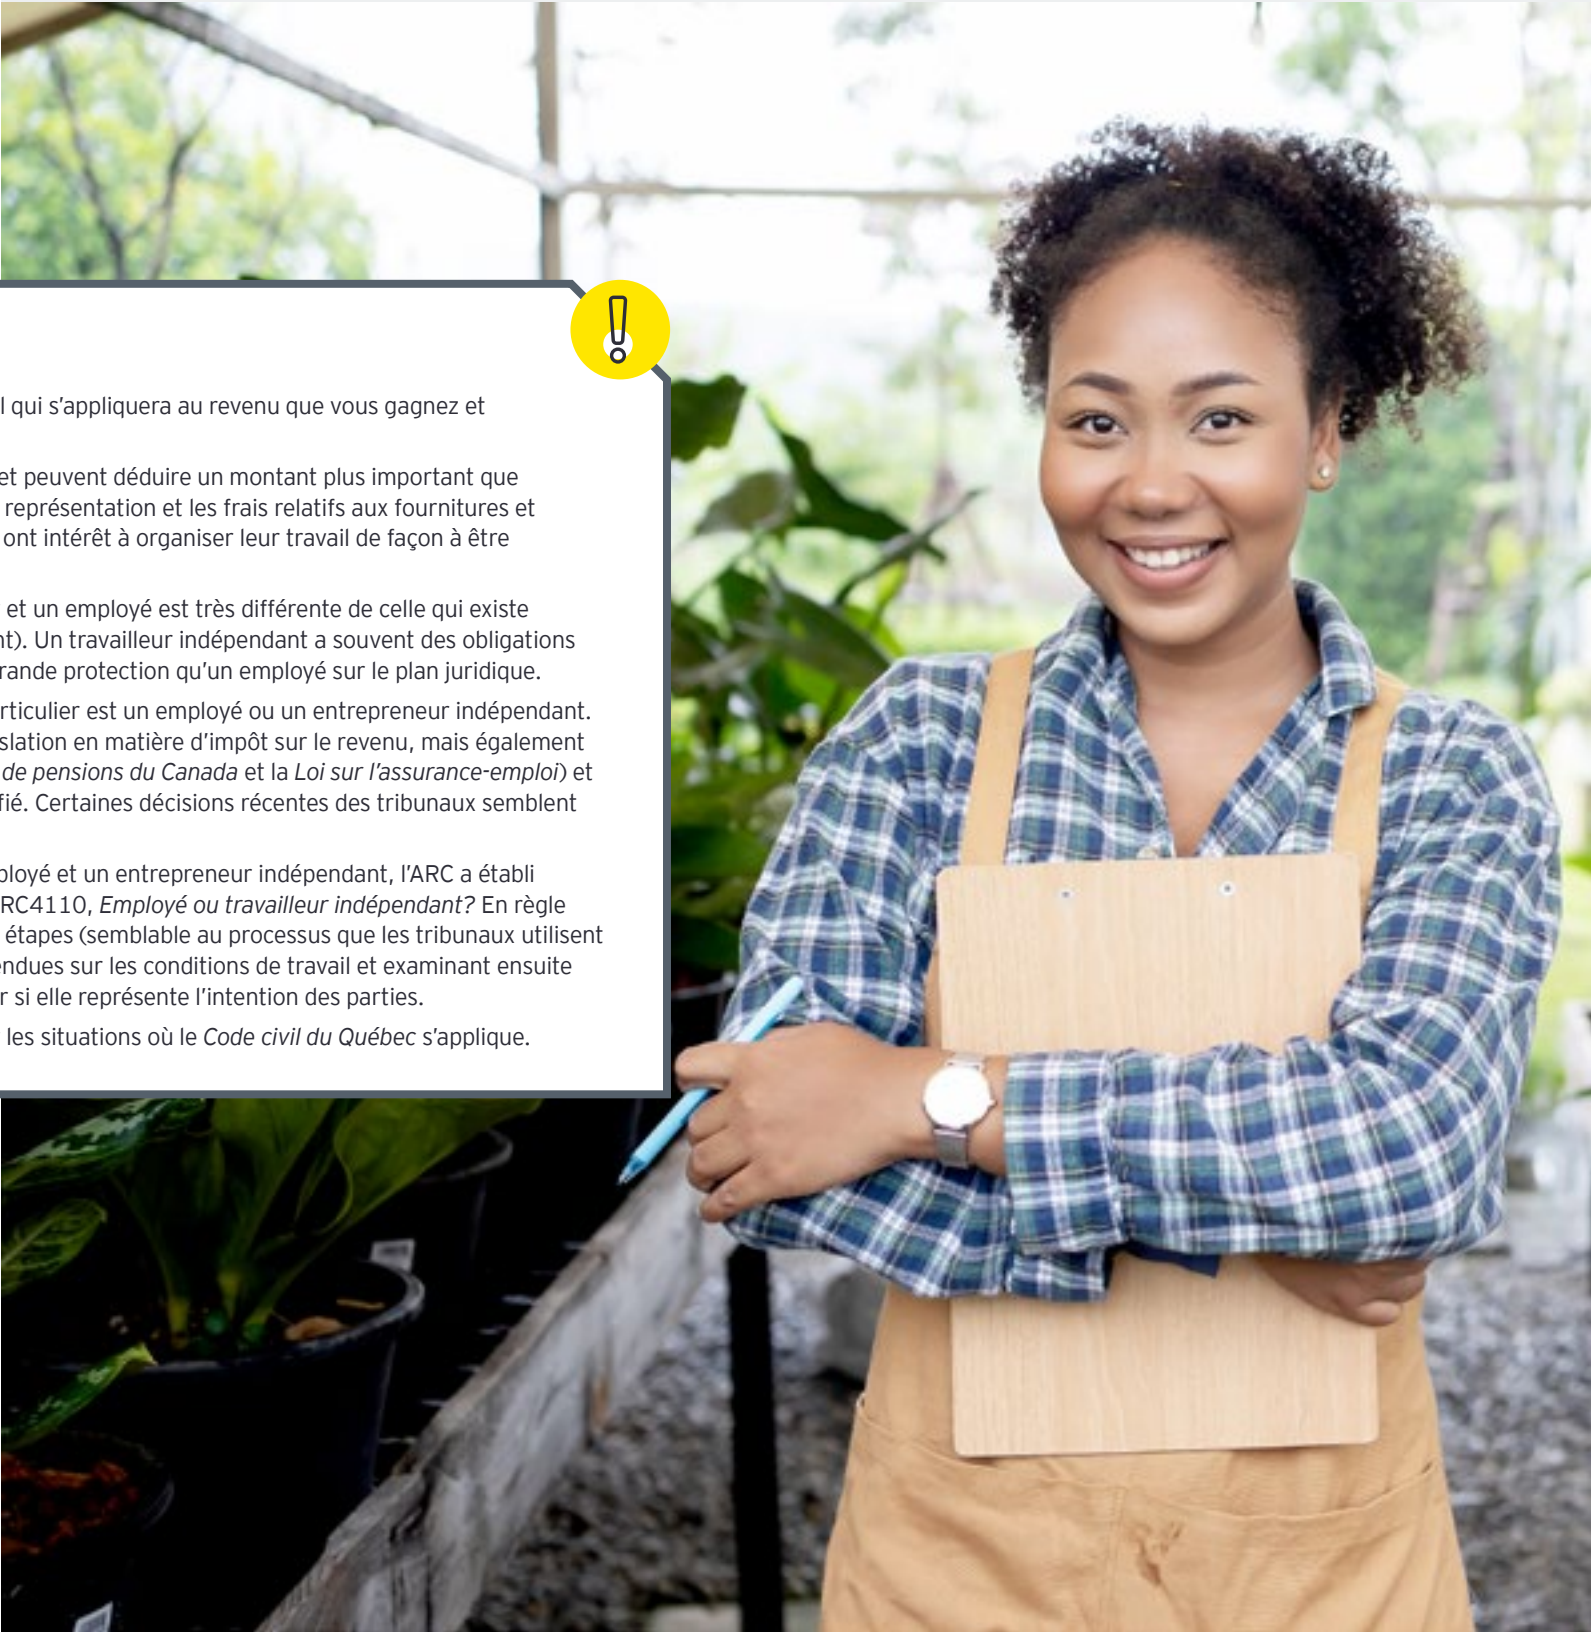 qui s'appliquera au revenu que vous gagnez et
et peuvent déduire un montant plus important que
représentation et les frais relatifs aux fournitures et
ont intérêt à organiser leur travail de façon à être
et un employé est très différente de celle qui existe
nt). Un travailleur indépendant a souvent des obligations
rande protection qu'un employé sur le plan juridique.
rticulier est un employé ou un entrepreneur indépendant.
slation en matière d'impôt sur le revenu, mais également
de pensions du Canada et la Loi sur l'assurance-emploi) et
fié. Certaines décisions récentes des tribunaux semblent
ployé et un entrepreneur indépendant, l'ARC a établi
RC4110, Employé ou travailleur indépendant? En règle
étapes (semblable au processus que les tribunaux utilisent
endues sur les conditions de travail et examinant ensuite
r si elle représente l'intention des parties.
les situations où le Code civil du Québec s'applique.